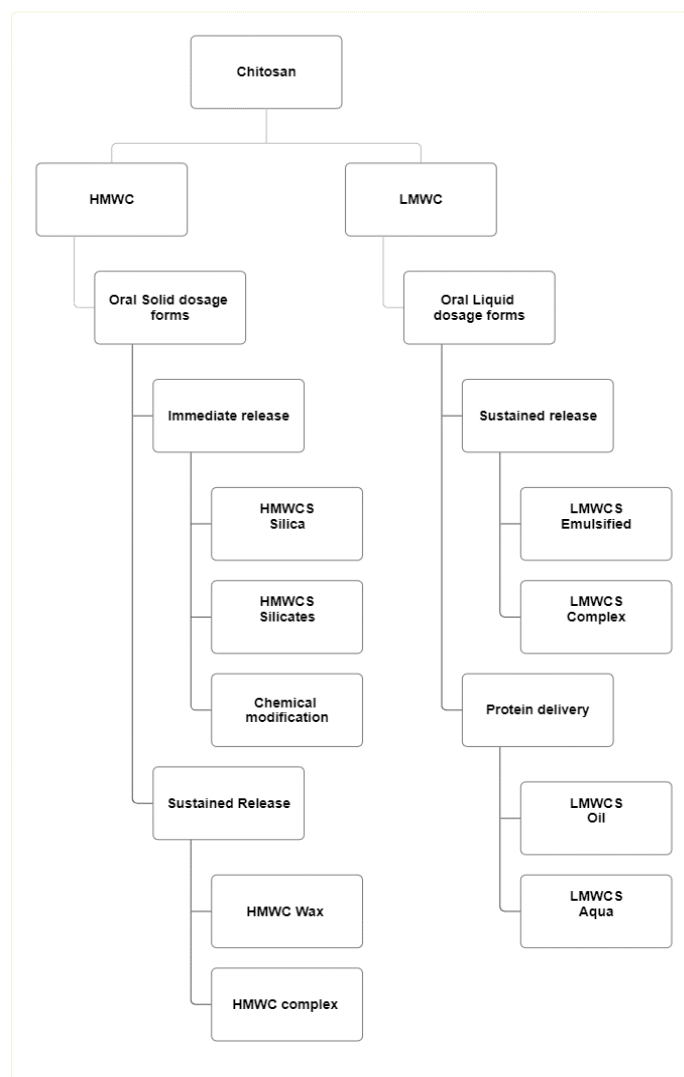 Chitosan
HMWC
LMWC
Oral Solid dosage
forms
Oral Liquid
dosage forms
Immediate release
Sustained release
HMWCS
Silica
LMWCS
Emulsified
HMWCS
Silicates
LMWCS
Complex
Chemical
modification
Protein delivery
Sustained Release
LMWCS
Oil
HMWC Wax
LMWCS
Aqua
HMWC complex